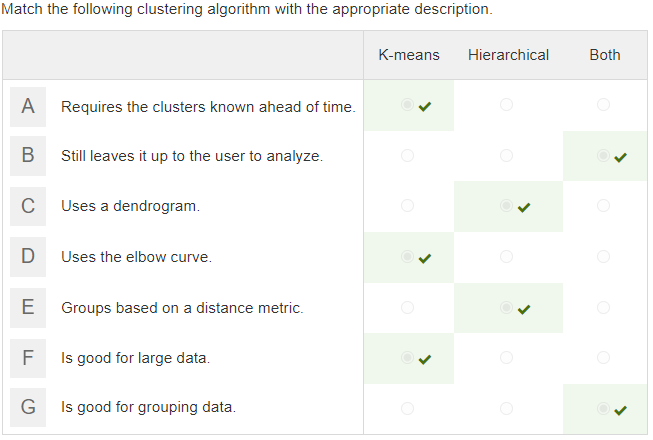 Match the following clustering algorithm with the appropriate description.
K-means Hierarchical Both
A Requires the clusters known ahead of time.
B Still leaves it up to the user to analyze.
C Uses a dendrogram.
D Uses the elbow curve.
E Groups based on a distance metric.
F Is good for large data.
G Is good for grouping data.